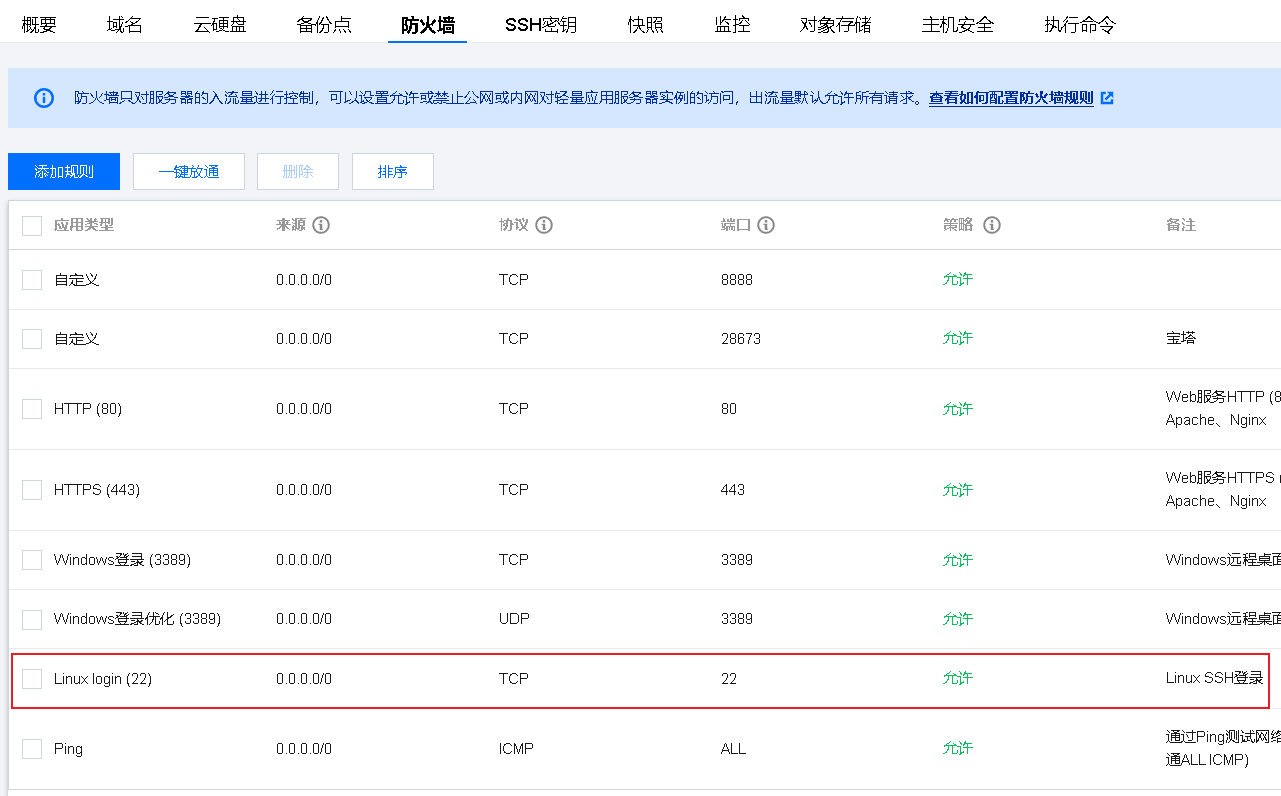 概要 域名 云硬盘 备份点 防火墙 SSH密钥 快照 监控 对象存储 主机安全 执行命令
防火墙只对服务器的入流量进行控制，可以设置允许或禁止公网或内网对轻量应用服务器实例的访问，出流量默认允许所有请求。查看如何配置防火墙规则
添加规则 一键放通 删除 排序
应用类型 来源 协议 端口 策略 备注
自定义 0.0.0.0/0 TCP 8888 允许
自定义 0.0.0.0/0 TCP 28673 允许 宝塔
HTTP (80) 0.0.0.0/0 TCP 80 允许 Web服务HTTP (8
Apache、Nginx
HTTPS (443) 0.0.0.0/0 TCP 443 允许 Web服务HTTPS
Apache、Nginx
Windows登录 (3389) 0.0.0.0/0 TCP 3389 允许 Windows远程桌面
Windows登录优化 (3389) 0.0.0.0/0 UDP 3389 允许 Windows远程桌面
Linux login (22) 0.0.0.0/0 TCP 22 允许 Linux SSH登录
Ping 0.0.0.0/0 ICMP ALL 允许 通过Ping测试网络
通ALL ICMP)